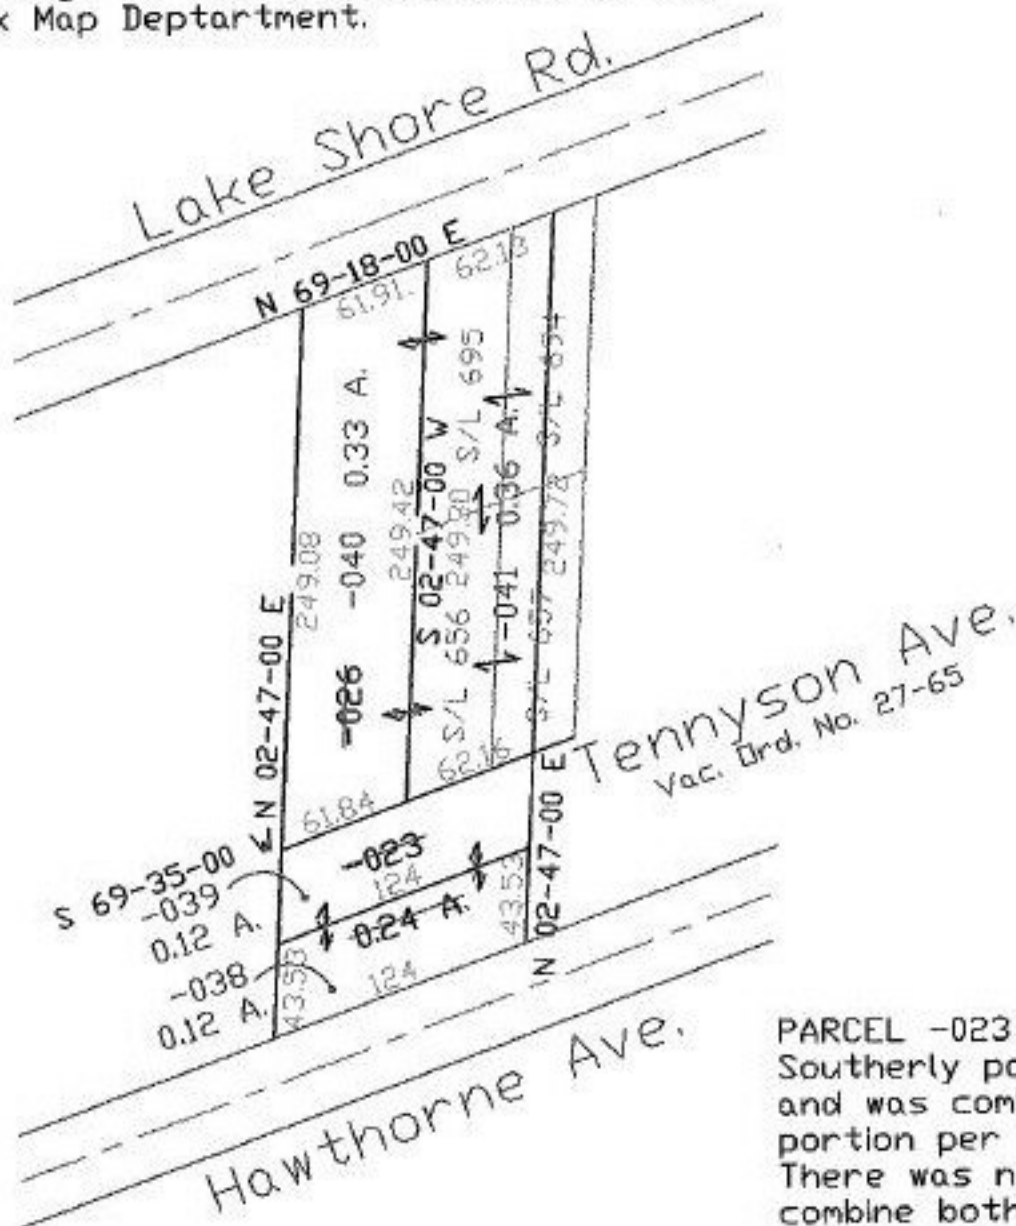 x Map Deptartment.
Lake Shore Rd.
N 69-18-00 E
61.91.
62.13
249.08
-040 0.33 A.
-026
249.42
S 02-47-00 W
S/L 656 249.80 S/L 695
-041 0.36 A.
S/L 657 249.78 S/L 694
N 02-47-00 E
61.84
62.16
Tennyson Ave.
Vac. Ord. No. 27-65
S 69-35-00 W
-023
124
-039
0.12 A.
0.24 A.
43.53
N 02-47-00 E
-038
0.12 A.
43.53
124
Hawthorne Ave.
PARCEL -023
Southerly po
and was com
portion per
There was n
combine both